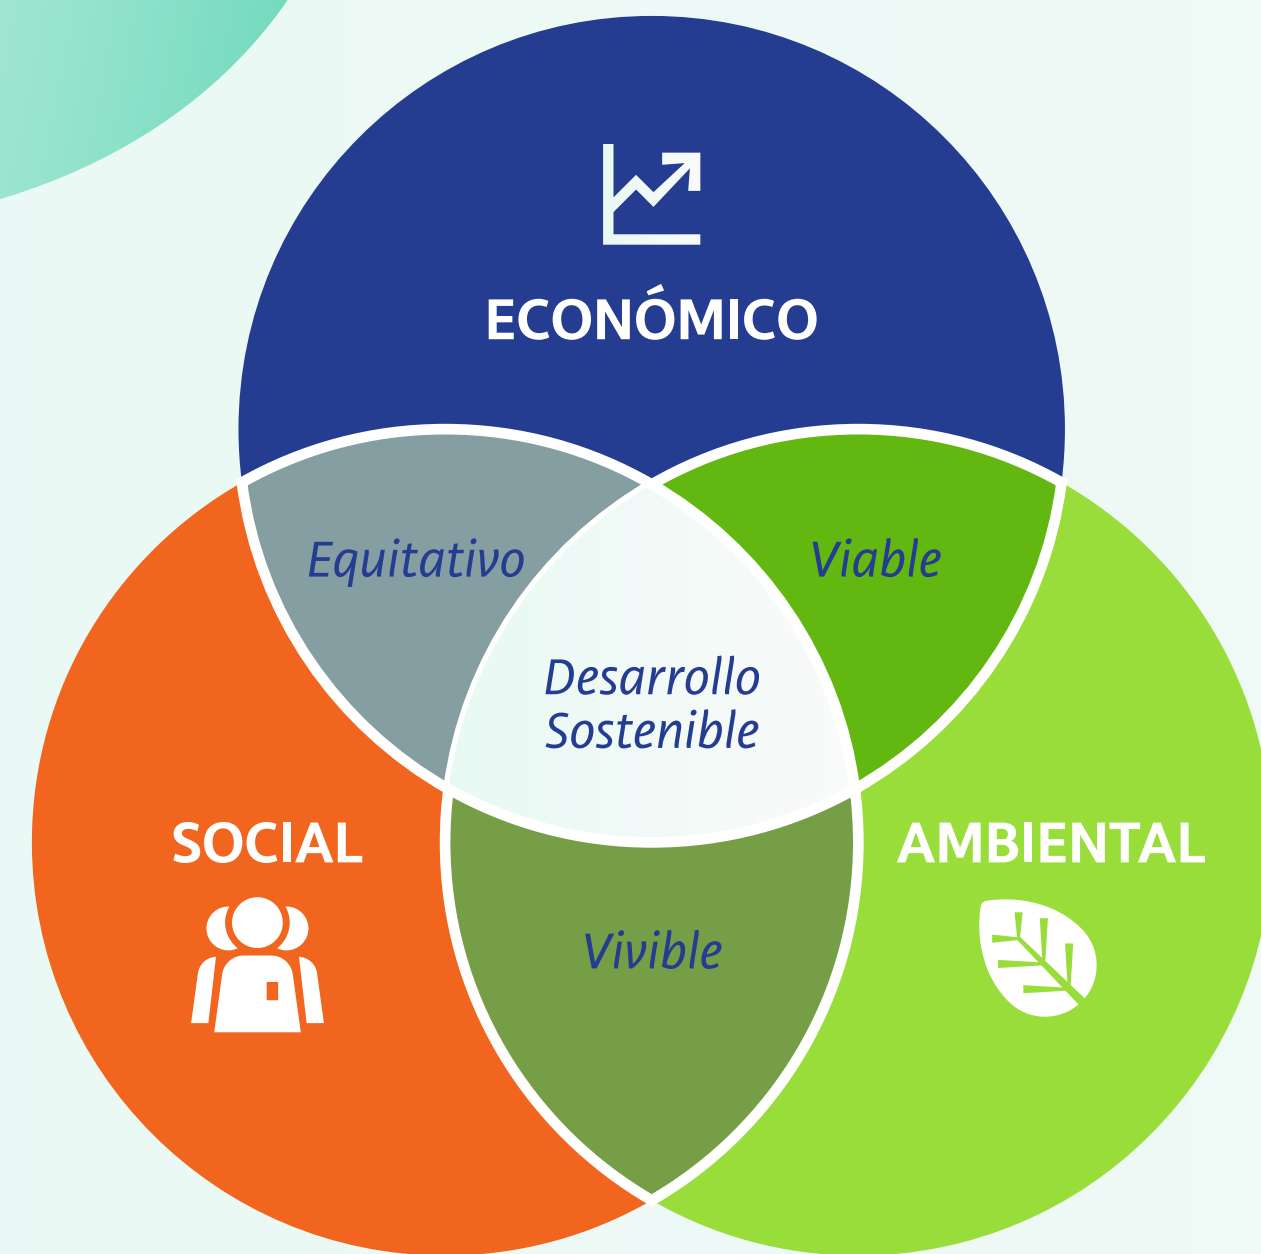 ECONÓMICO
Equitativo
Viable
Desarrollo
Sostenible
SOCIAL
AMBIENTAL
Vivible